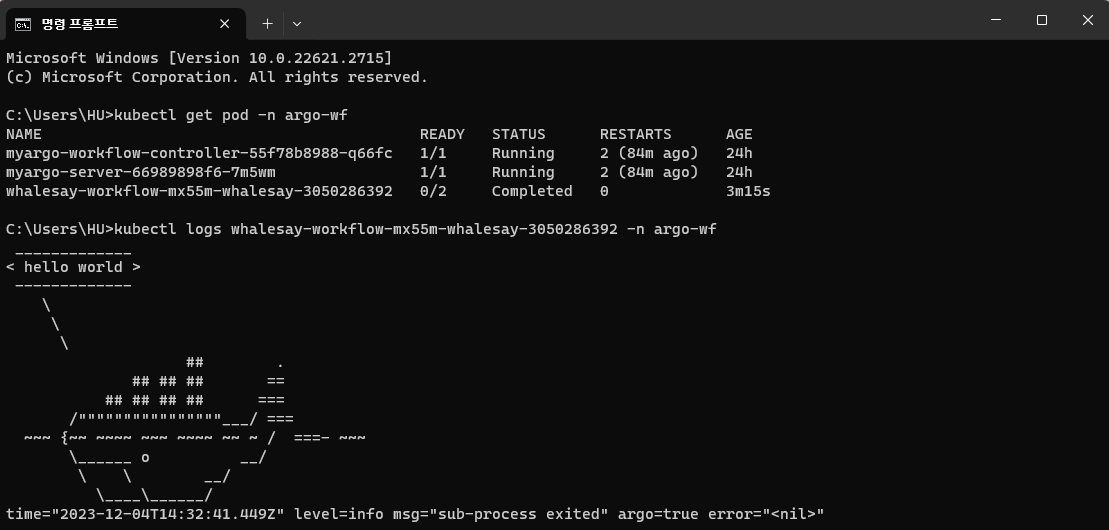 명령 프롬프트
Microsoft Windows [Version 10.0.22621.2715]
(c) Microsoft Corporation. All rights reserved.
C:\Users\HU>kubectl get pod -n argo-wf
NAME                                          READY   STATUS      RESTARTS      AGE
myargo-workflow-controller-55f78b8988-q66fc   1/1     Running     2 (84m ago)   24h
myargo-server-66989898f6-7m5wm                1/1     Running     2 (84m ago)   24h
whalesay-workflow-mx55m-whalesay-3050286392   0/2     Completed   0             3m15s
C:\Users\HU>kubectl logs whalesay-workflow-mx55m-whalesay-3050286392 -n argo-wf
 _____________
< hello world >
 -------------
    \
     \
      \
                    ##        .
              ## ## ##       ==
           ## ## ## ##      ===
       /""""""""""""""""___/ ===
  ~~~ {~~ ~~~~ ~~~ ~~~~ ~~ ~ /  ===- ~~~
       \______ o          __/
        \    \        __/
          \____\______/
time="2023-12-04T14:32:41.449Z" level=info msg="sub-process exited" argo=true error="<nil>"